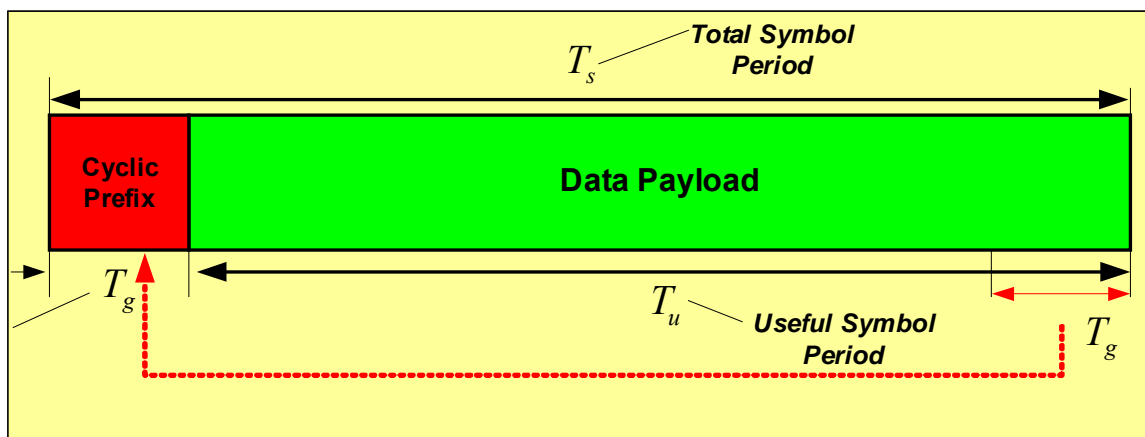 Total Symbol
Period
T_s
Cyclic
Prefix
Data Payload
T_g
T_u
Useful Symbol
Period
T_g